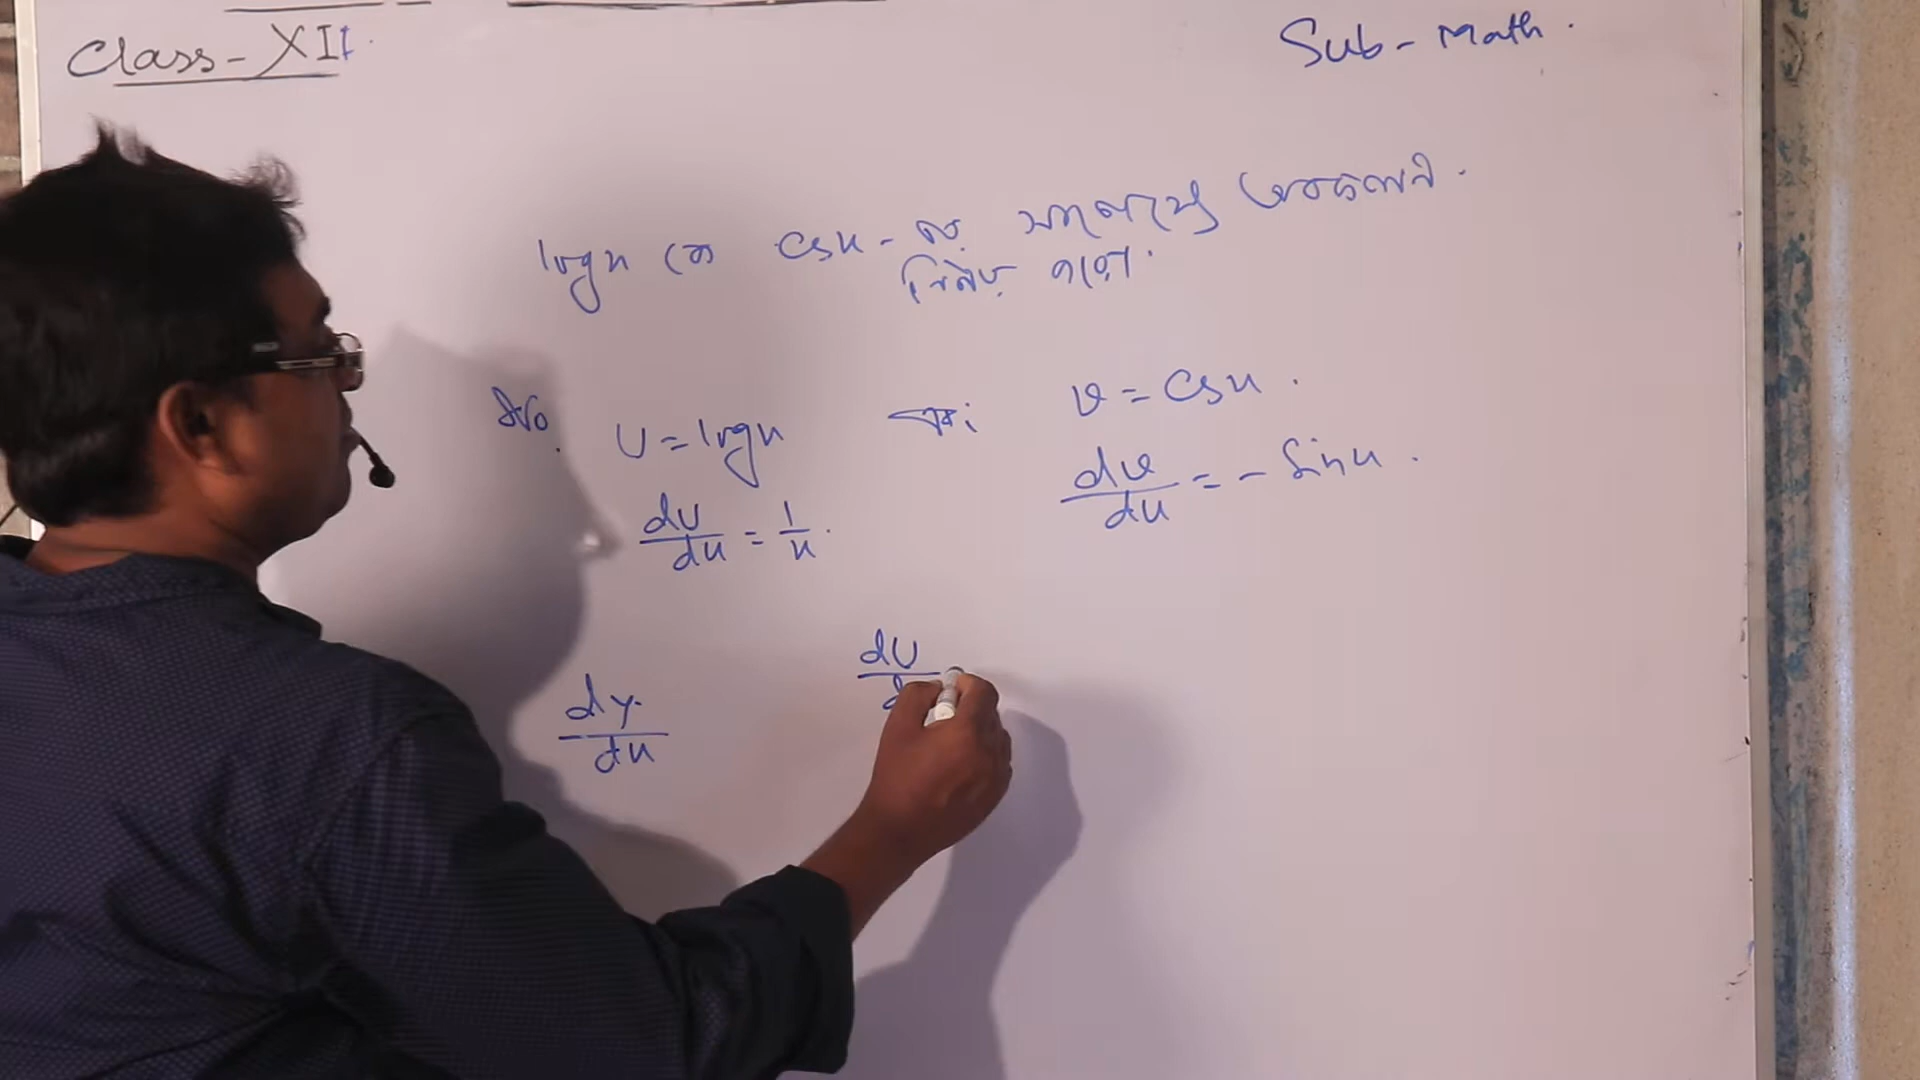 Class - XII
Sub - Math.
logx কে cosx - এর সাপেক্ষে অবকলন
নির্ণয় করো।
U = logx এবং v = cosx.
dU/dx = 1/x. dv/dx = - sinx.
dy/dx dU